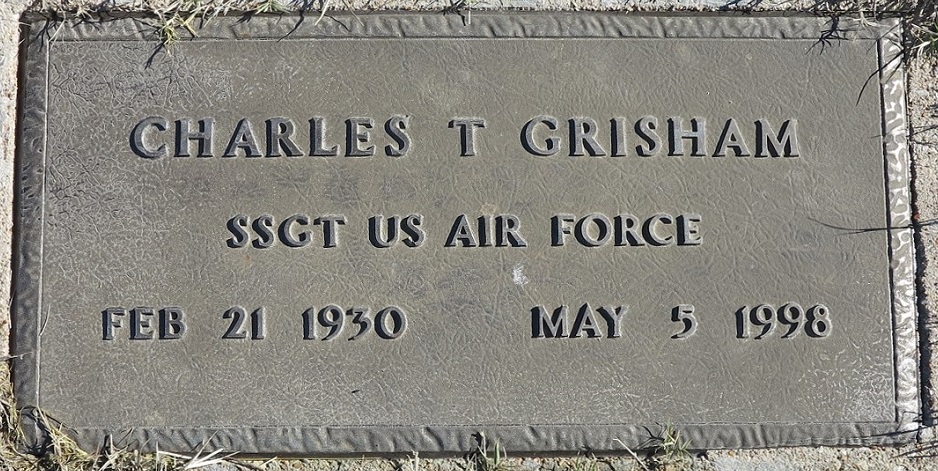 CHARLES T GRISHAM
SSGT US AIR FORCE
FEB 21 1930 MAY 5 1998